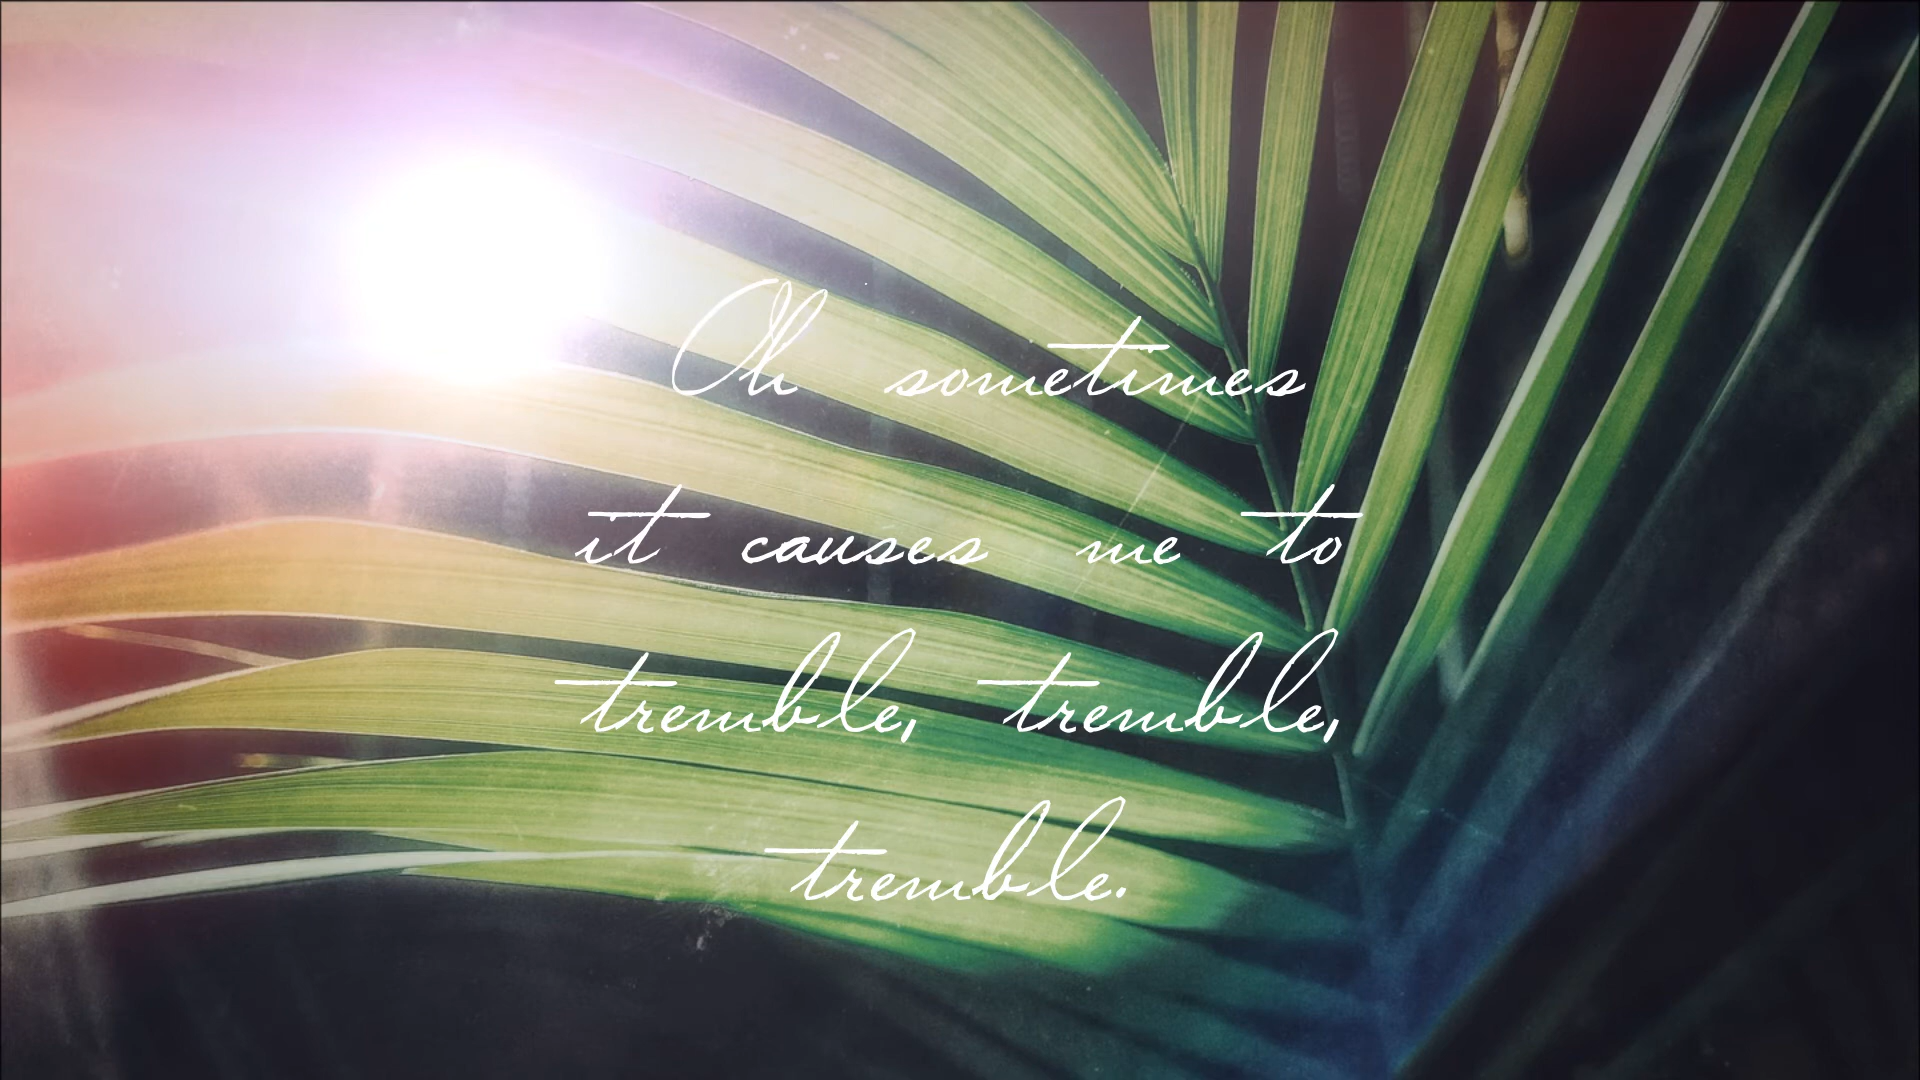 Oh sometimes
it causes me to
tremble, tremble,
tremble.